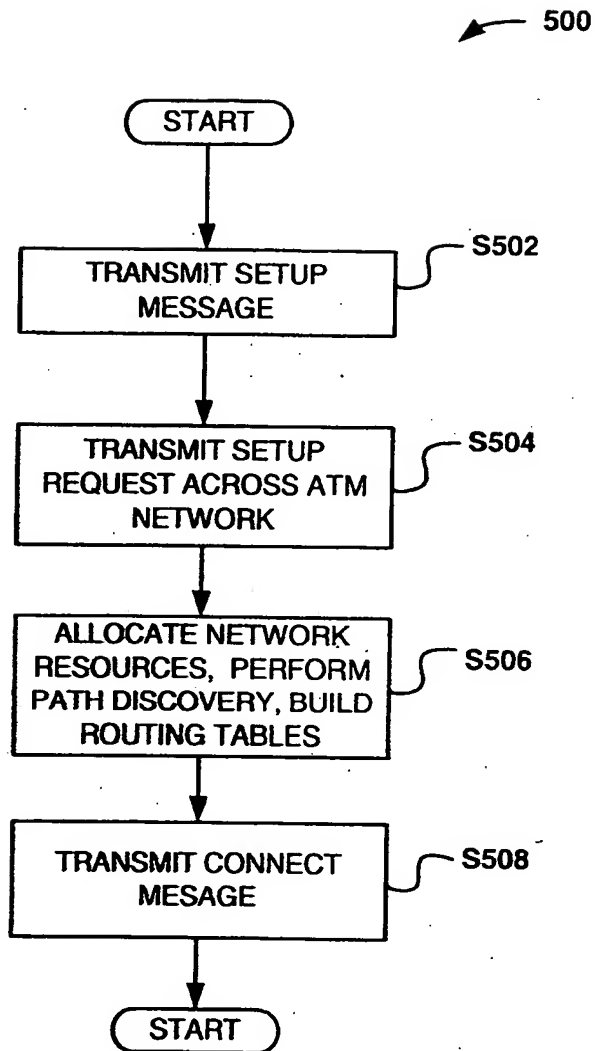 500
START
S502
TRANSMIT SETUP
MESSAGE
S504
TRANSMIT SETUP
REQUEST ACROSS ATM
NETWORK
S506
ALLOCATE NETWORK
RESOURCES, PERFORM
PATH DISCOVERY, BUILD
ROUTING TABLES
S508
TRANSMIT CONNECT
MESAGE
START